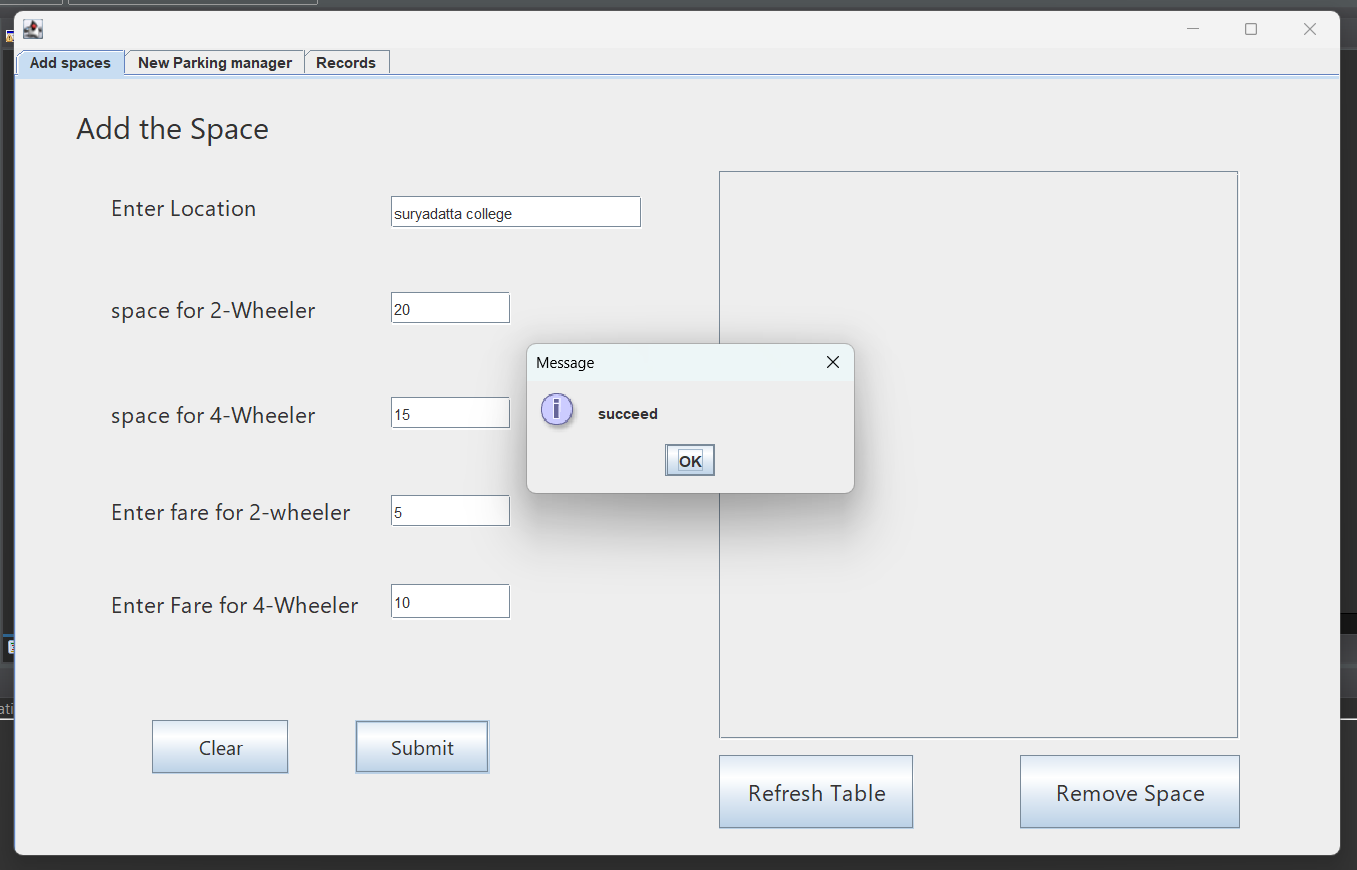 Add spaces New Parking manager Records
Add the Space
Enter Location suryadatta college
space for 2-Wheeler 20
Message
succeed
OK
space for 4-Wheeler 15
Enter fare for 2-wheeler 5
Enter Fare for 4-Wheeler 10
Clear Submit
Refresh Table Remove Space